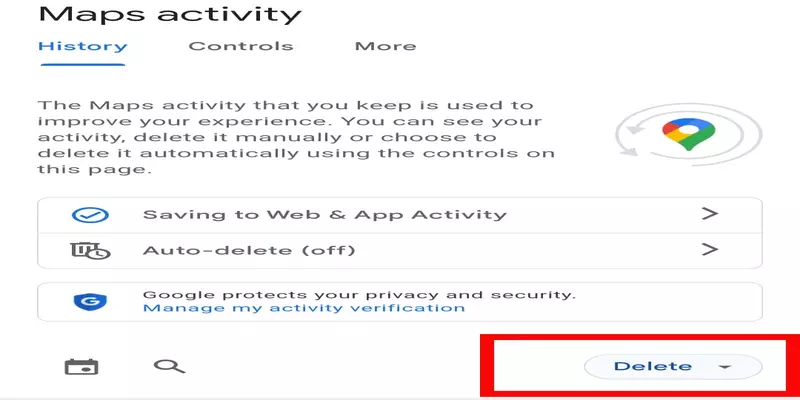 Maps activity
History Controls More
The Maps activity that you keep is used to
improve your experience. You can see your
activity, delete it manually or choose to
delete it automatically using the controls on
this page.
Saving to Web & App Activity
Auto-delete (off)
Google protects your privacy and security.
Manage my activity verification
Delete